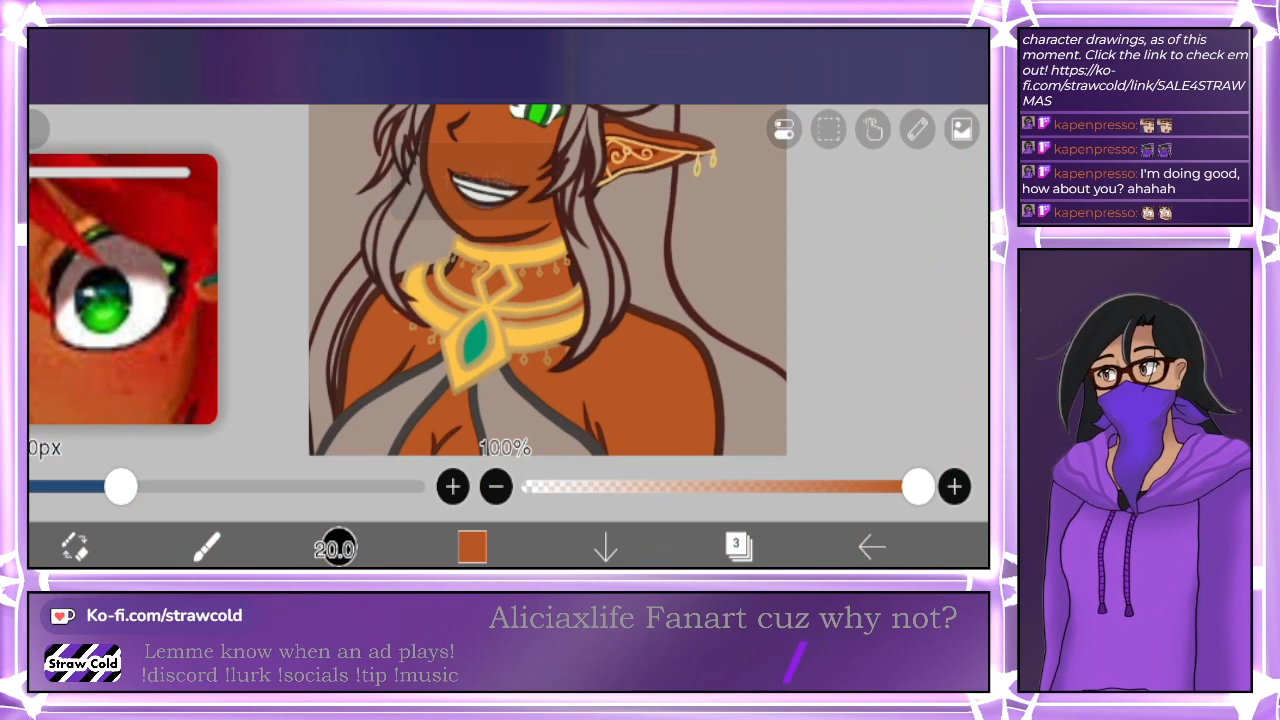 character drawings, as of this
moment. Click the link to check em
out! https://ko-
fi.com/strawcold/link/SALE4STRAW
MAS
kapenpresso:
kapenpresso:
kapenpresso: I'm doing good,
how about you? ahahah
kapenpresso:
0px
100%
20.0
3
Ko-fi.com/strawcold
Aliciaxlife Fanart cuz why not?
Straw Cold
Lemme know when an ad plays!
!discord !lurk !socials !tip !music